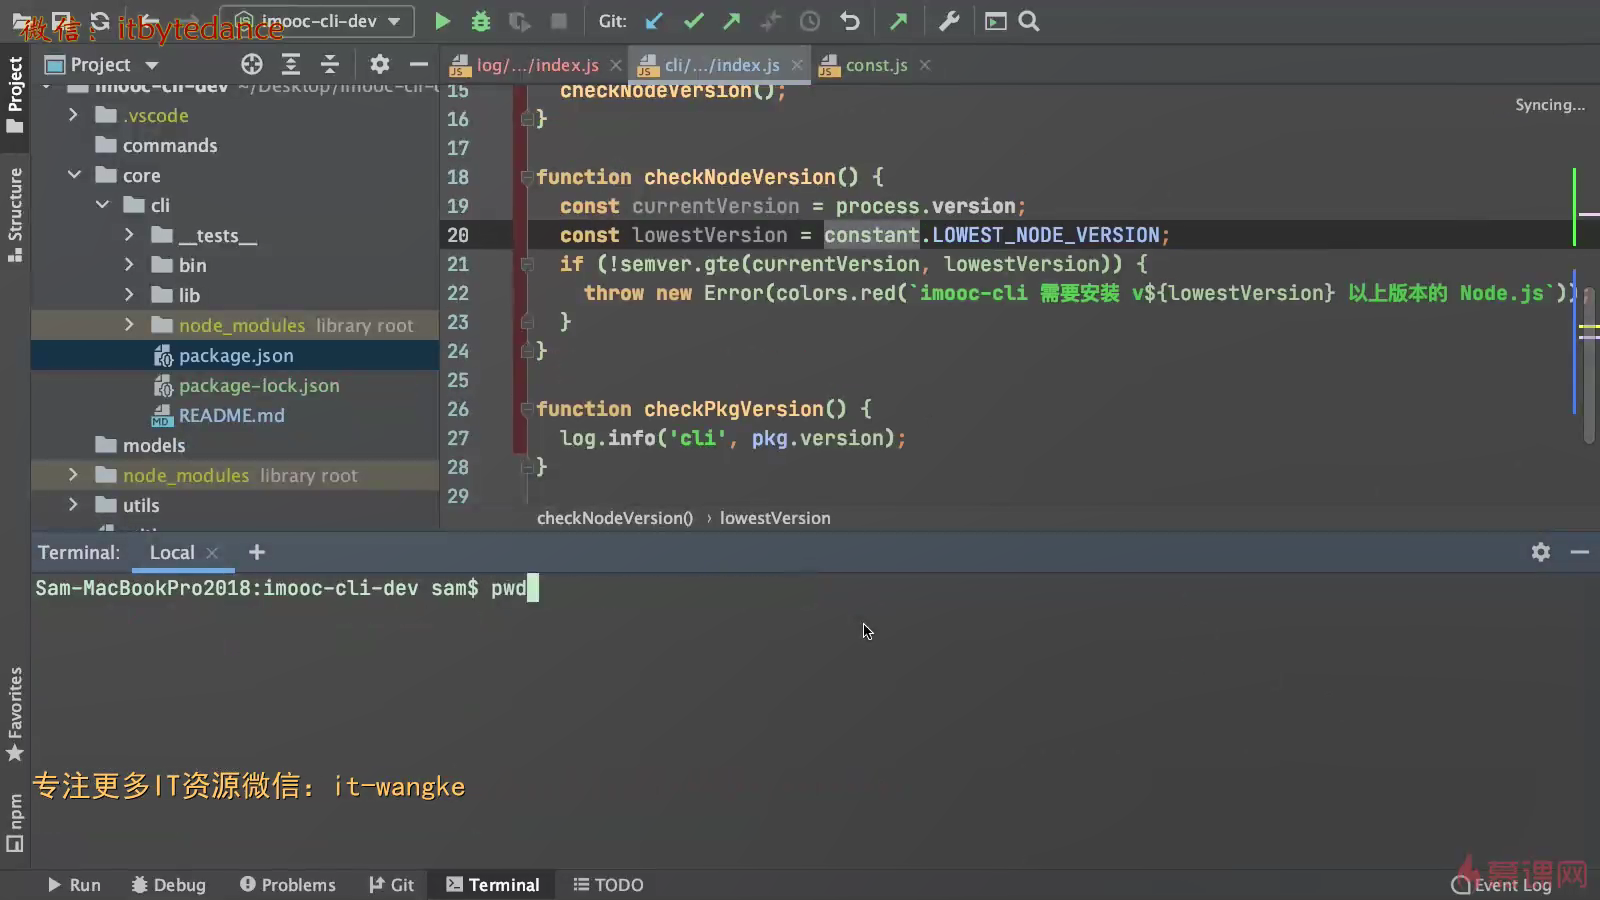 微信：itbytedance
imooc-cli-dev
Git:
Project
log/.../index.js
cli/.../index.js
const.js
imooc-cli-dev ~/Desktop/imooc-cli-d
.vscode
commands
core
cli
__tests__
bin
lib
node_modules library root
package.json
package-lock.json
README.md
models
node_modules library root
utils
Project
Structure
Favorites
npm
Syncing...
15 checkNodeVersion();
16 }
17
18 function checkNodeVersion() {
19 const currentVersion = process.version;
20 const lowestVersion = constant.LOWEST_NODE_VERSION;
21 if (!semver.gte(currentVersion, lowestVersion)) {
22 throw new Error(colors.red(`imooc-cli 需要安装 v${lowestVersion} 以上版本的 Node.js`));
23 }
24 }
25
26 function checkPkgVersion() {
27 log.info('cli', pkg.version);
28 }
29
checkNodeVersion() › lowestVersion
Terminal: Local
Sam-MacBookPro2018:imooc-cli-dev sam$ pwd
专注更多IT资源微信：it-wangke
Run Debug Problems Git Terminal TODO
Event Log
慕课网